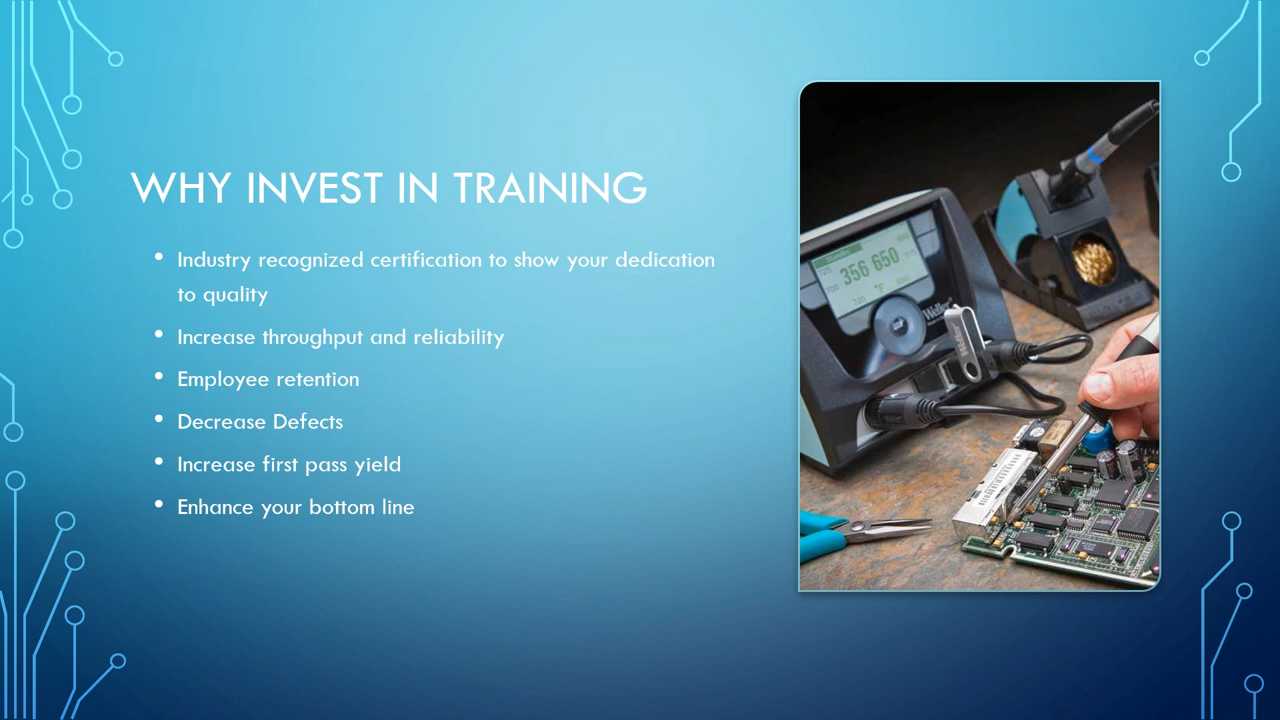 WHY INVEST IN TRAINING
• Industry recognized certification to show your dedication
to quality
• Increase throughput and reliability
• Employee retention
• Decrease Defects
• Increase first pass yield
• Enhance your bottom line
356 650
Weller